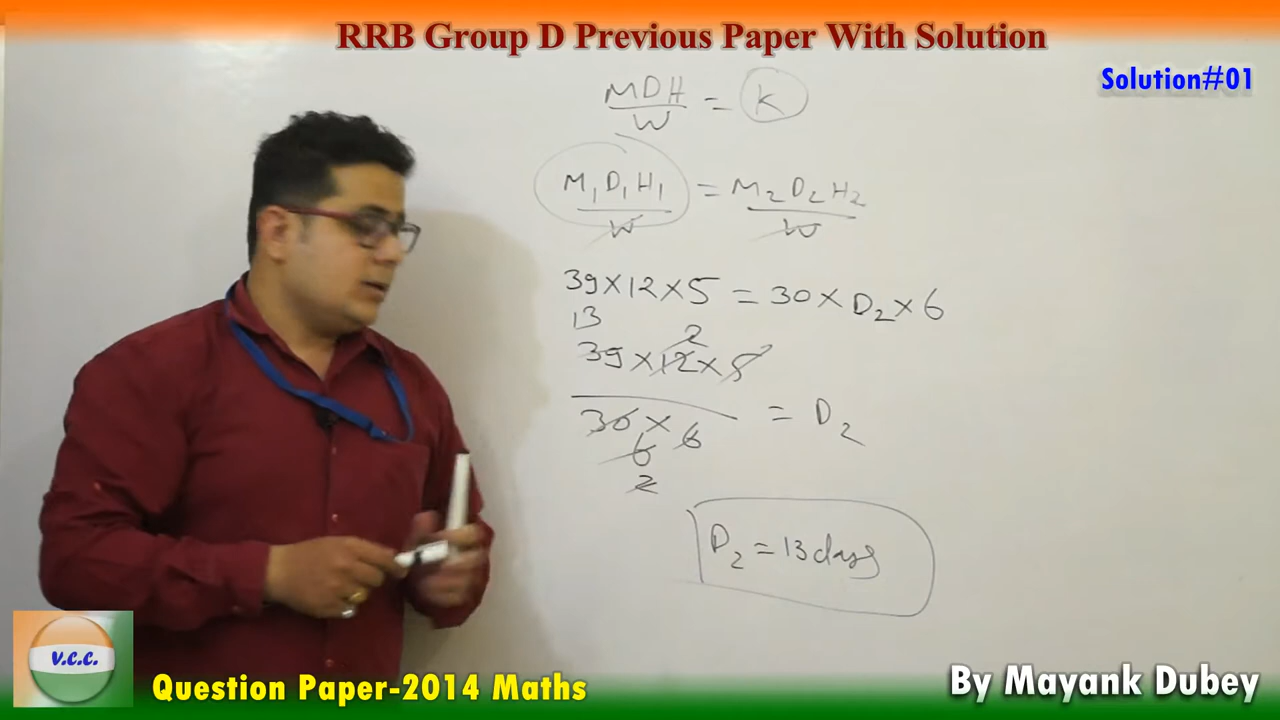 RRB Group D Previous Paper With Solution
Solution#01
MDH/W = K
M₁D₁H₁/W = M₂D₂H₂/W
39×12×5 = 30×D₂×6
13 2
39×12×5
30×6 = D₂
6
2
D₂ = 13 days
V.C.C.
Question Paper-2014 Maths
By Mayank Dubey